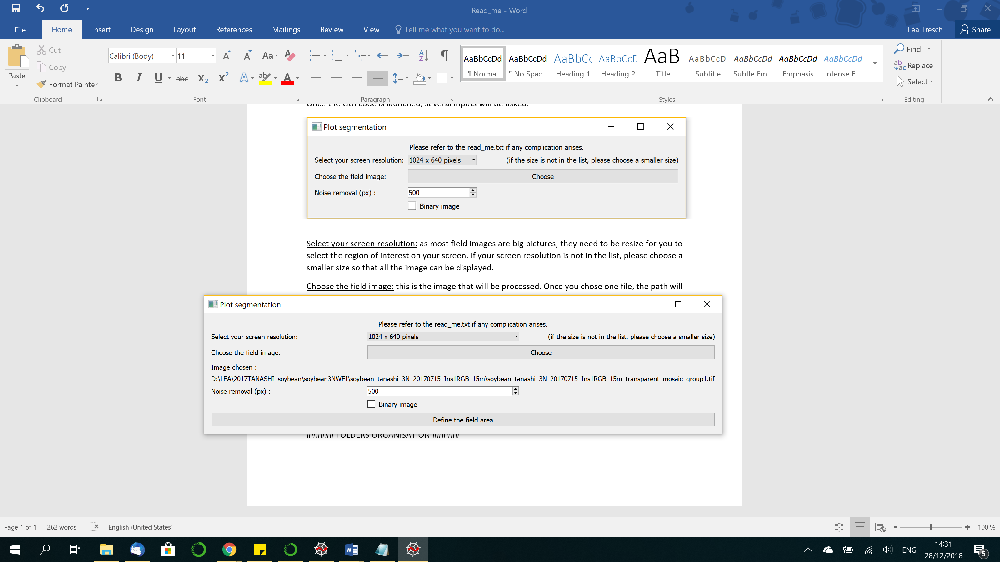 Read_me - Word
File Home Insert Design Layout References Mailings Review View Tell me what you want to do... Léa Tresch Share
Paste
Cut
Copy
Format Painter
Clipboard
Calibri (Body) 11
Font
Paragraph
AaBbCcDd AaBbCcDd AaBbCc AaBbCcD AaB AaBbCcD AaBbCcDd AaBbCcDd AaBbCcDd
¶ Normal ¶ No Spac... Heading 1 Heading 2 Title Subtitle Subtle Em... Emphasis Intense E...
Styles
Find
Replace
Select
Editing
Once the GUI code is launched, several inputs will be asked:
Plot segmentation
Please refer to the read_me.txt if any complication arises.
Select your screen resolution: 1024 x 640 pixels (if the size is not in the list, please choose a smaller size)
Choose the field image: Choose
Noise removal (px) : 500
Binary image
Select your screen resolution: as most field images are big pictures, they need to be resize for you to
select the region of interest on your screen. If your screen resolution is not in the list, please choose a
smaller size so that all the image can be displayed.
Choose the field image: this is the image that will be processed. Once you chose one file, the path will
Plot segmentation
Please refer to the read_me.txt if any complication arises.
Select your screen resolution: 1024 x 640 pixels (if the size is not in the list, please choose a smaller size)
Choose the field image: Choose
Image chosen :
D:\LEA\2017TANASHI_soybean\soybean3NWEI\soybean_tanashi_3N_20170715_Ins1RGB_15m\soybean_tanashi_3N_20170715_Ins1RGB_15m_transparent_mosaic_group1.tif
Noise removal (px) : 500
Binary image
Define the field area
###### FOLDERS ORGANISATION ######
Page 1 of 1 262 words English (United States) 100 %
ENG
14:31
28/12/2018
5